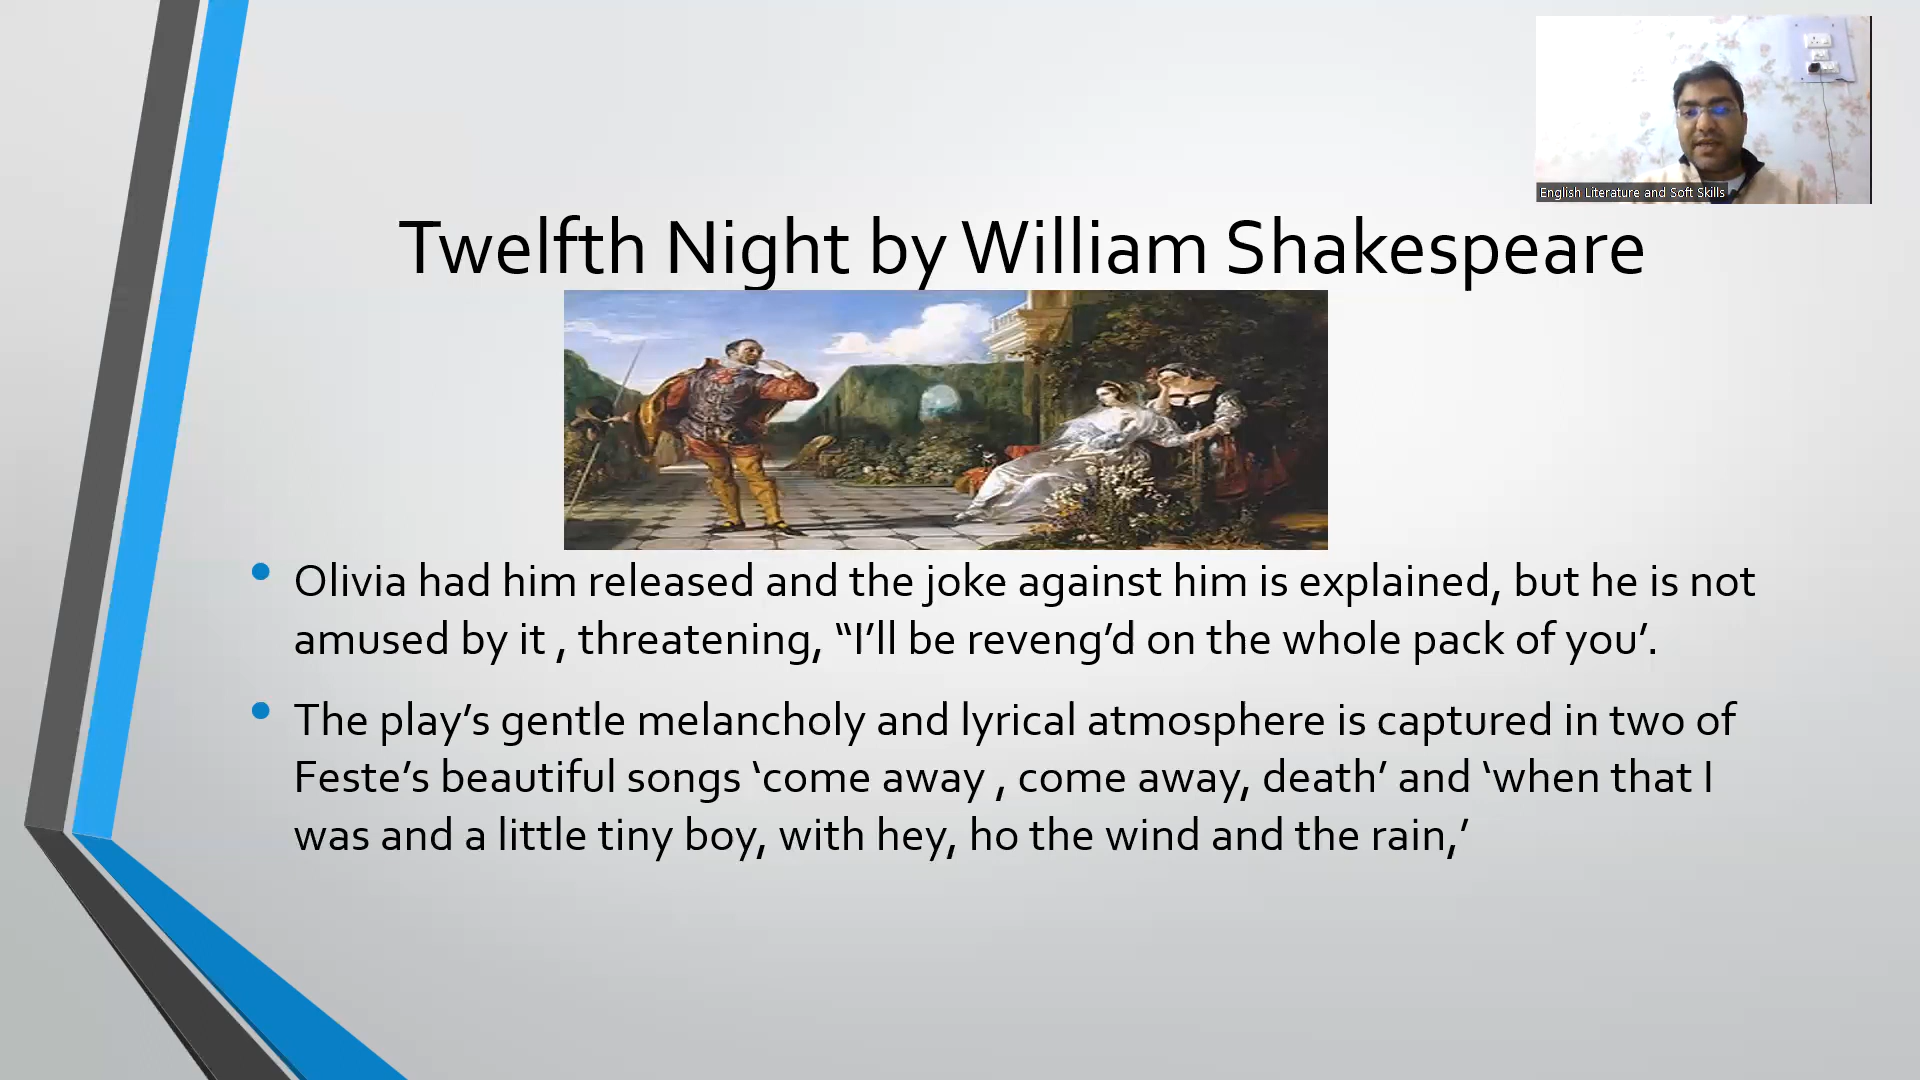 English Literature and Soft Skills
Twelfth Night by William Shakespeare
• Olivia had him released and the joke against him is explained, but he is not
amused by it , threatening, “I’ll be reveng’d on the whole pack of you’.
• The play’s gentle melancholy and lyrical atmosphere is captured in two of
Feste’s beautiful songs ‘come away , come away, death’ and ‘when that I
was and a little tiny boy, with hey, ho the wind and the rain,’